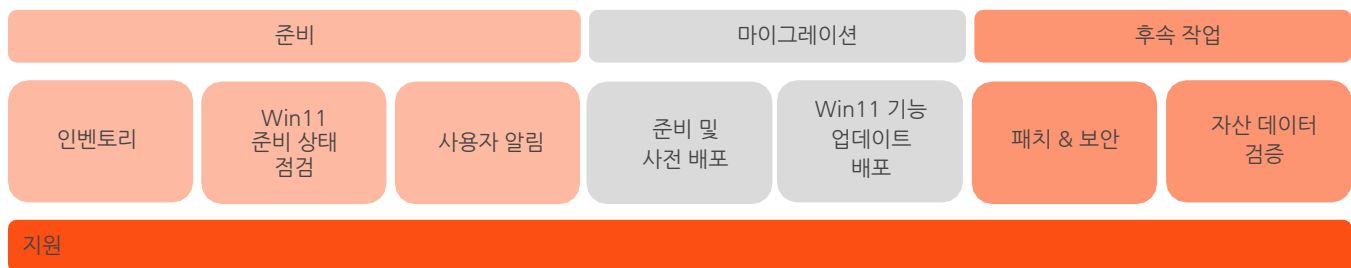 준비
마이그레이션
후속 작업
인벤토리
Win11
준비 상태
점검
사용자 알림
준비 및
사전 배포
Win11 기능
업데이트
배포
패치 & 보안
자산 데이터
검증
지원